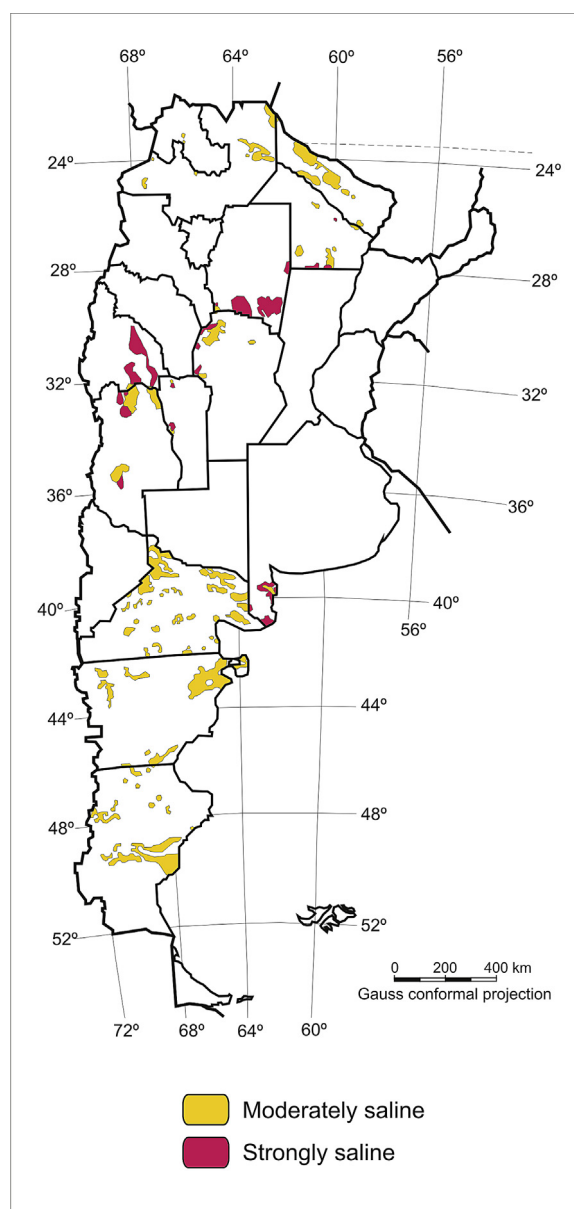 68º 64º 60º 56º
24º 24º
28º 28º
32º 32º
36º 36º
40º 40º
56º
44º 44º
48º 48º
52º 52º
0 200 400 km
Gauss conformal projection
72º 68º 64º 60º
Moderately saline
Strongly saline